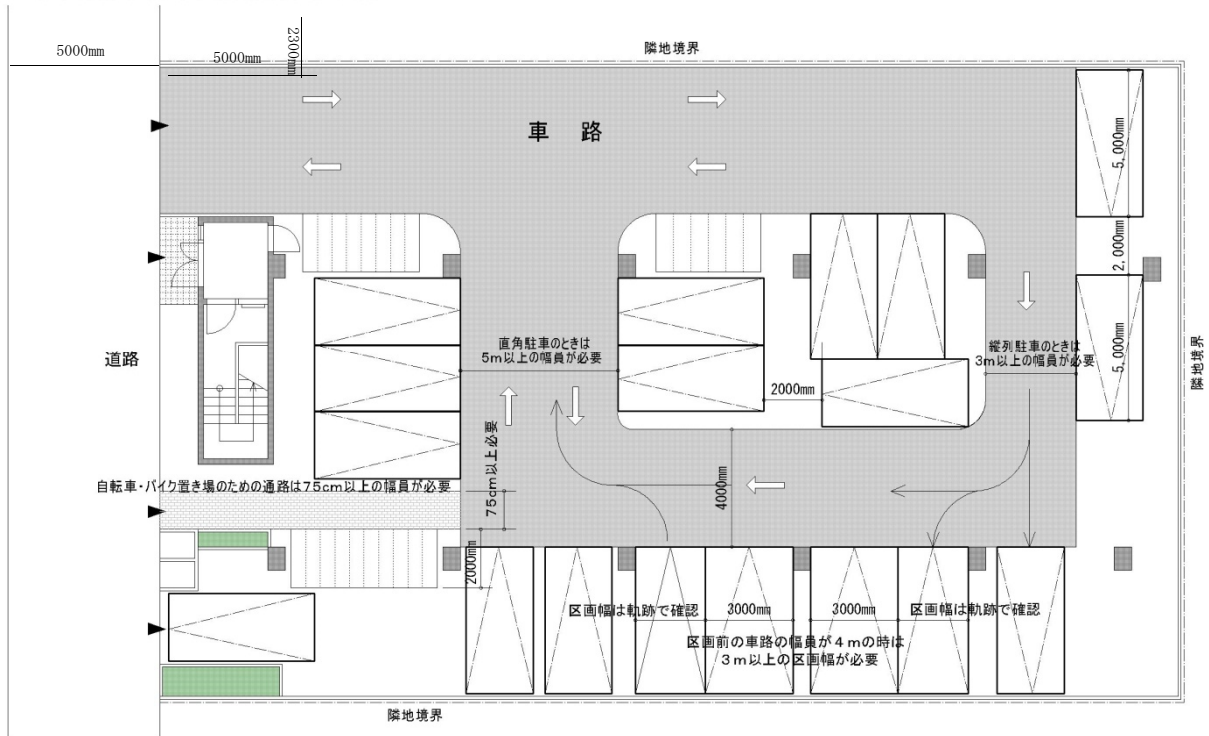 5000mm
5000mm
2300mm
隣地境界
車 路
5,000mm
2,000mm
5,000mm
道路
直角駐車のときは
5m以上の幅員が必要
縦列駐車のときは
3m以上の幅員が必要
2000mm
隣地境界
自転車・バイク置き場のための通路は75cm以上の幅員が必要
75cm以上必要
4000mm
2000mm
区画幅は軌跡で確認
3000mm
3000mm
区画幅は軌跡で確認
区画前の車路の幅員が4mの時は
3m以上の区画幅が必要
隣地境界